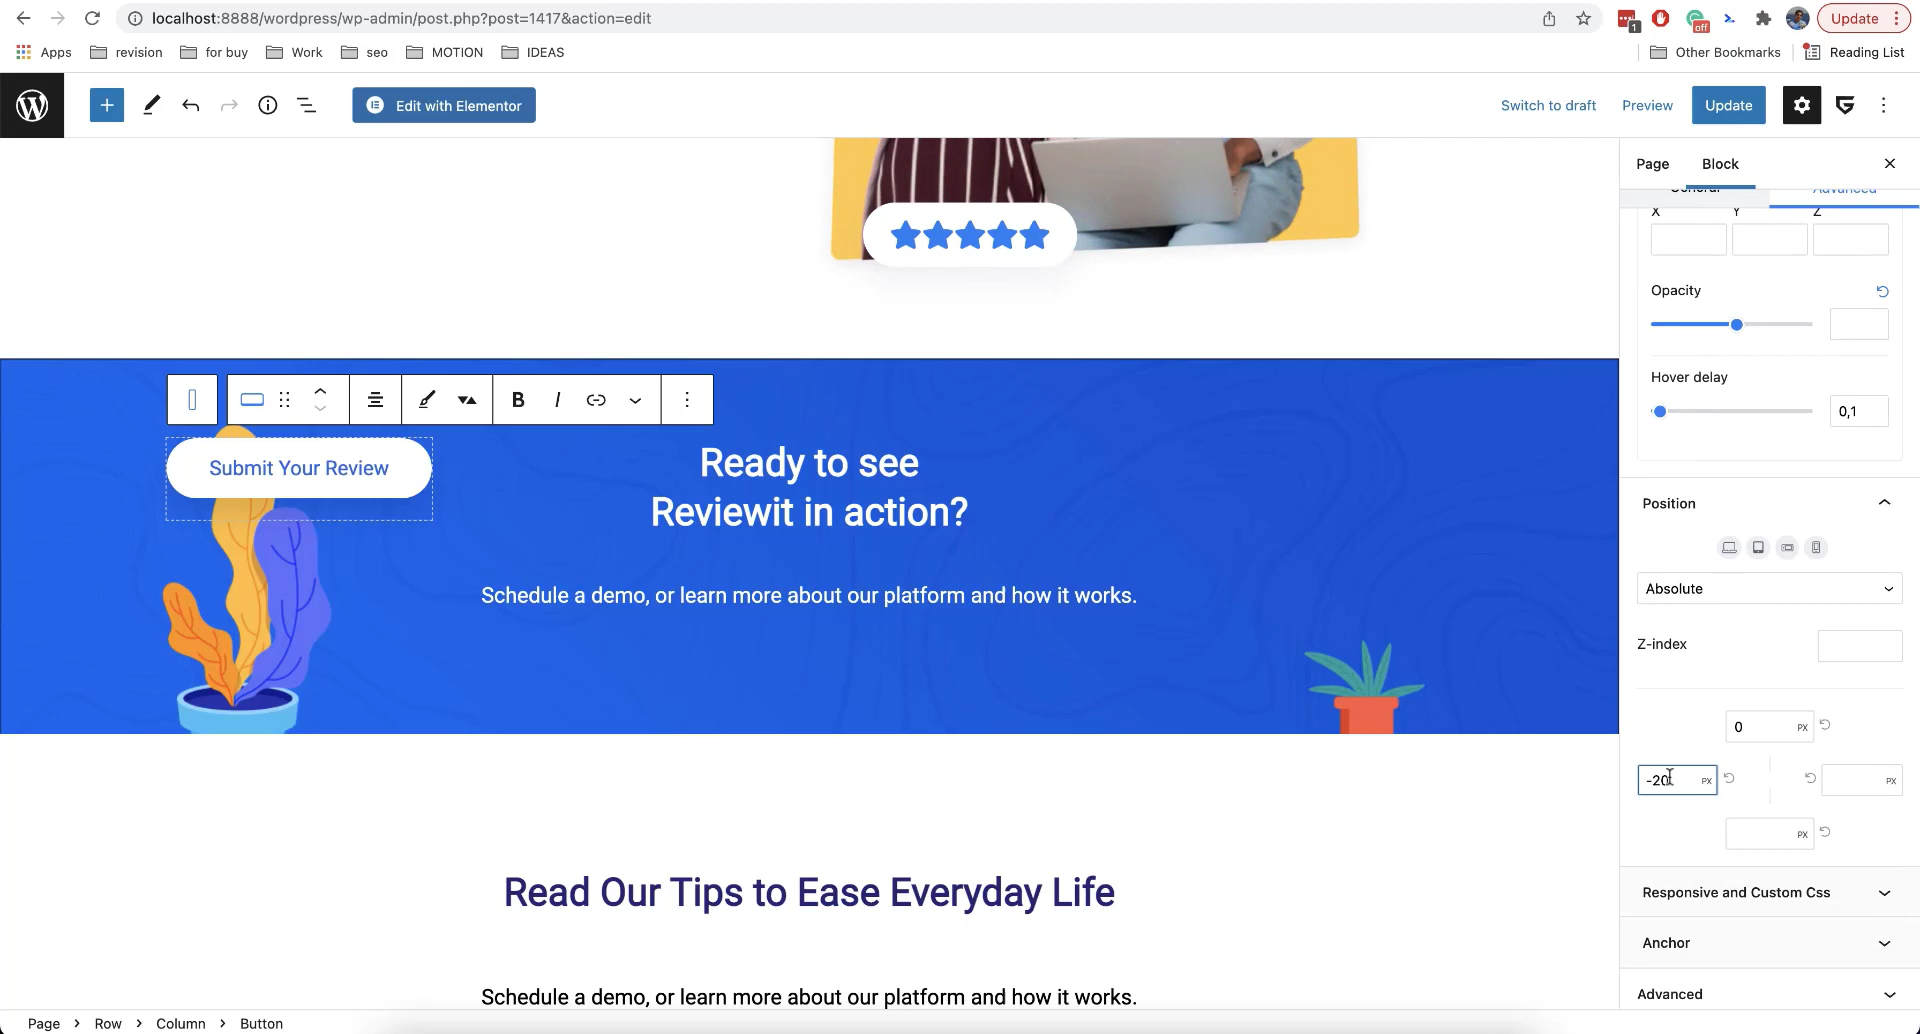 localhost:8888/wordpress/wp-admin/post.php?post=1417&action=edit
1
off
Update
Apps
revision
for buy
Work
seo
MOTION
IDEAS
Other Bookmarks
Reading List
Edit with Elementor
Switch to draft
Preview
Update
Page
Block
General
Advanced
X
Y
Z
Opacity
Hover delay
0,1
B
I
Submit Your Review
Ready to see
Reviewit in action?
Schedule a demo, or learn more about our platform and how it works.
Position
Absolute
Z-index
0
PX
-20
PX
PX
PX
Responsive and Custom Css
Anchor
Advanced
Read Our Tips to Ease Everyday Life
Schedule a demo, or learn more about our platform and how it works.
Page
Row
Column
Button